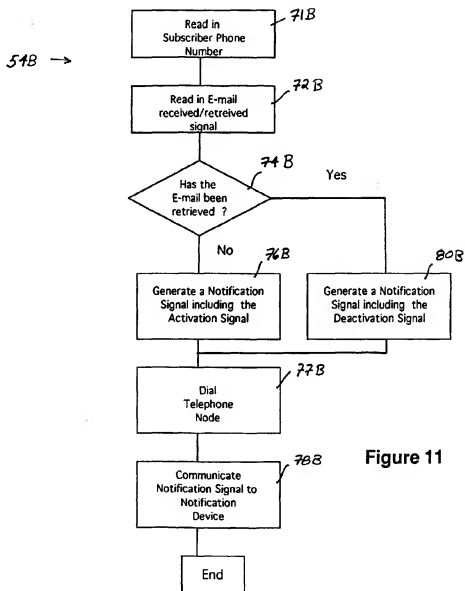 71B
Read in
Subscriber Phone
Number
54B →
72B
Read in E-mail
received/retreived
signal
74B
Has the
E-mail been
retrieved ?
Yes
No
76B
80B
Generate a Notification
Signal including the
Activation Signal
Generate a Notification
Signal including the
Deactivation Signal
77B
Dial
Telephone
Node
78B
Communicate
Notification Signal to
Notification
Device
Figure 11
End